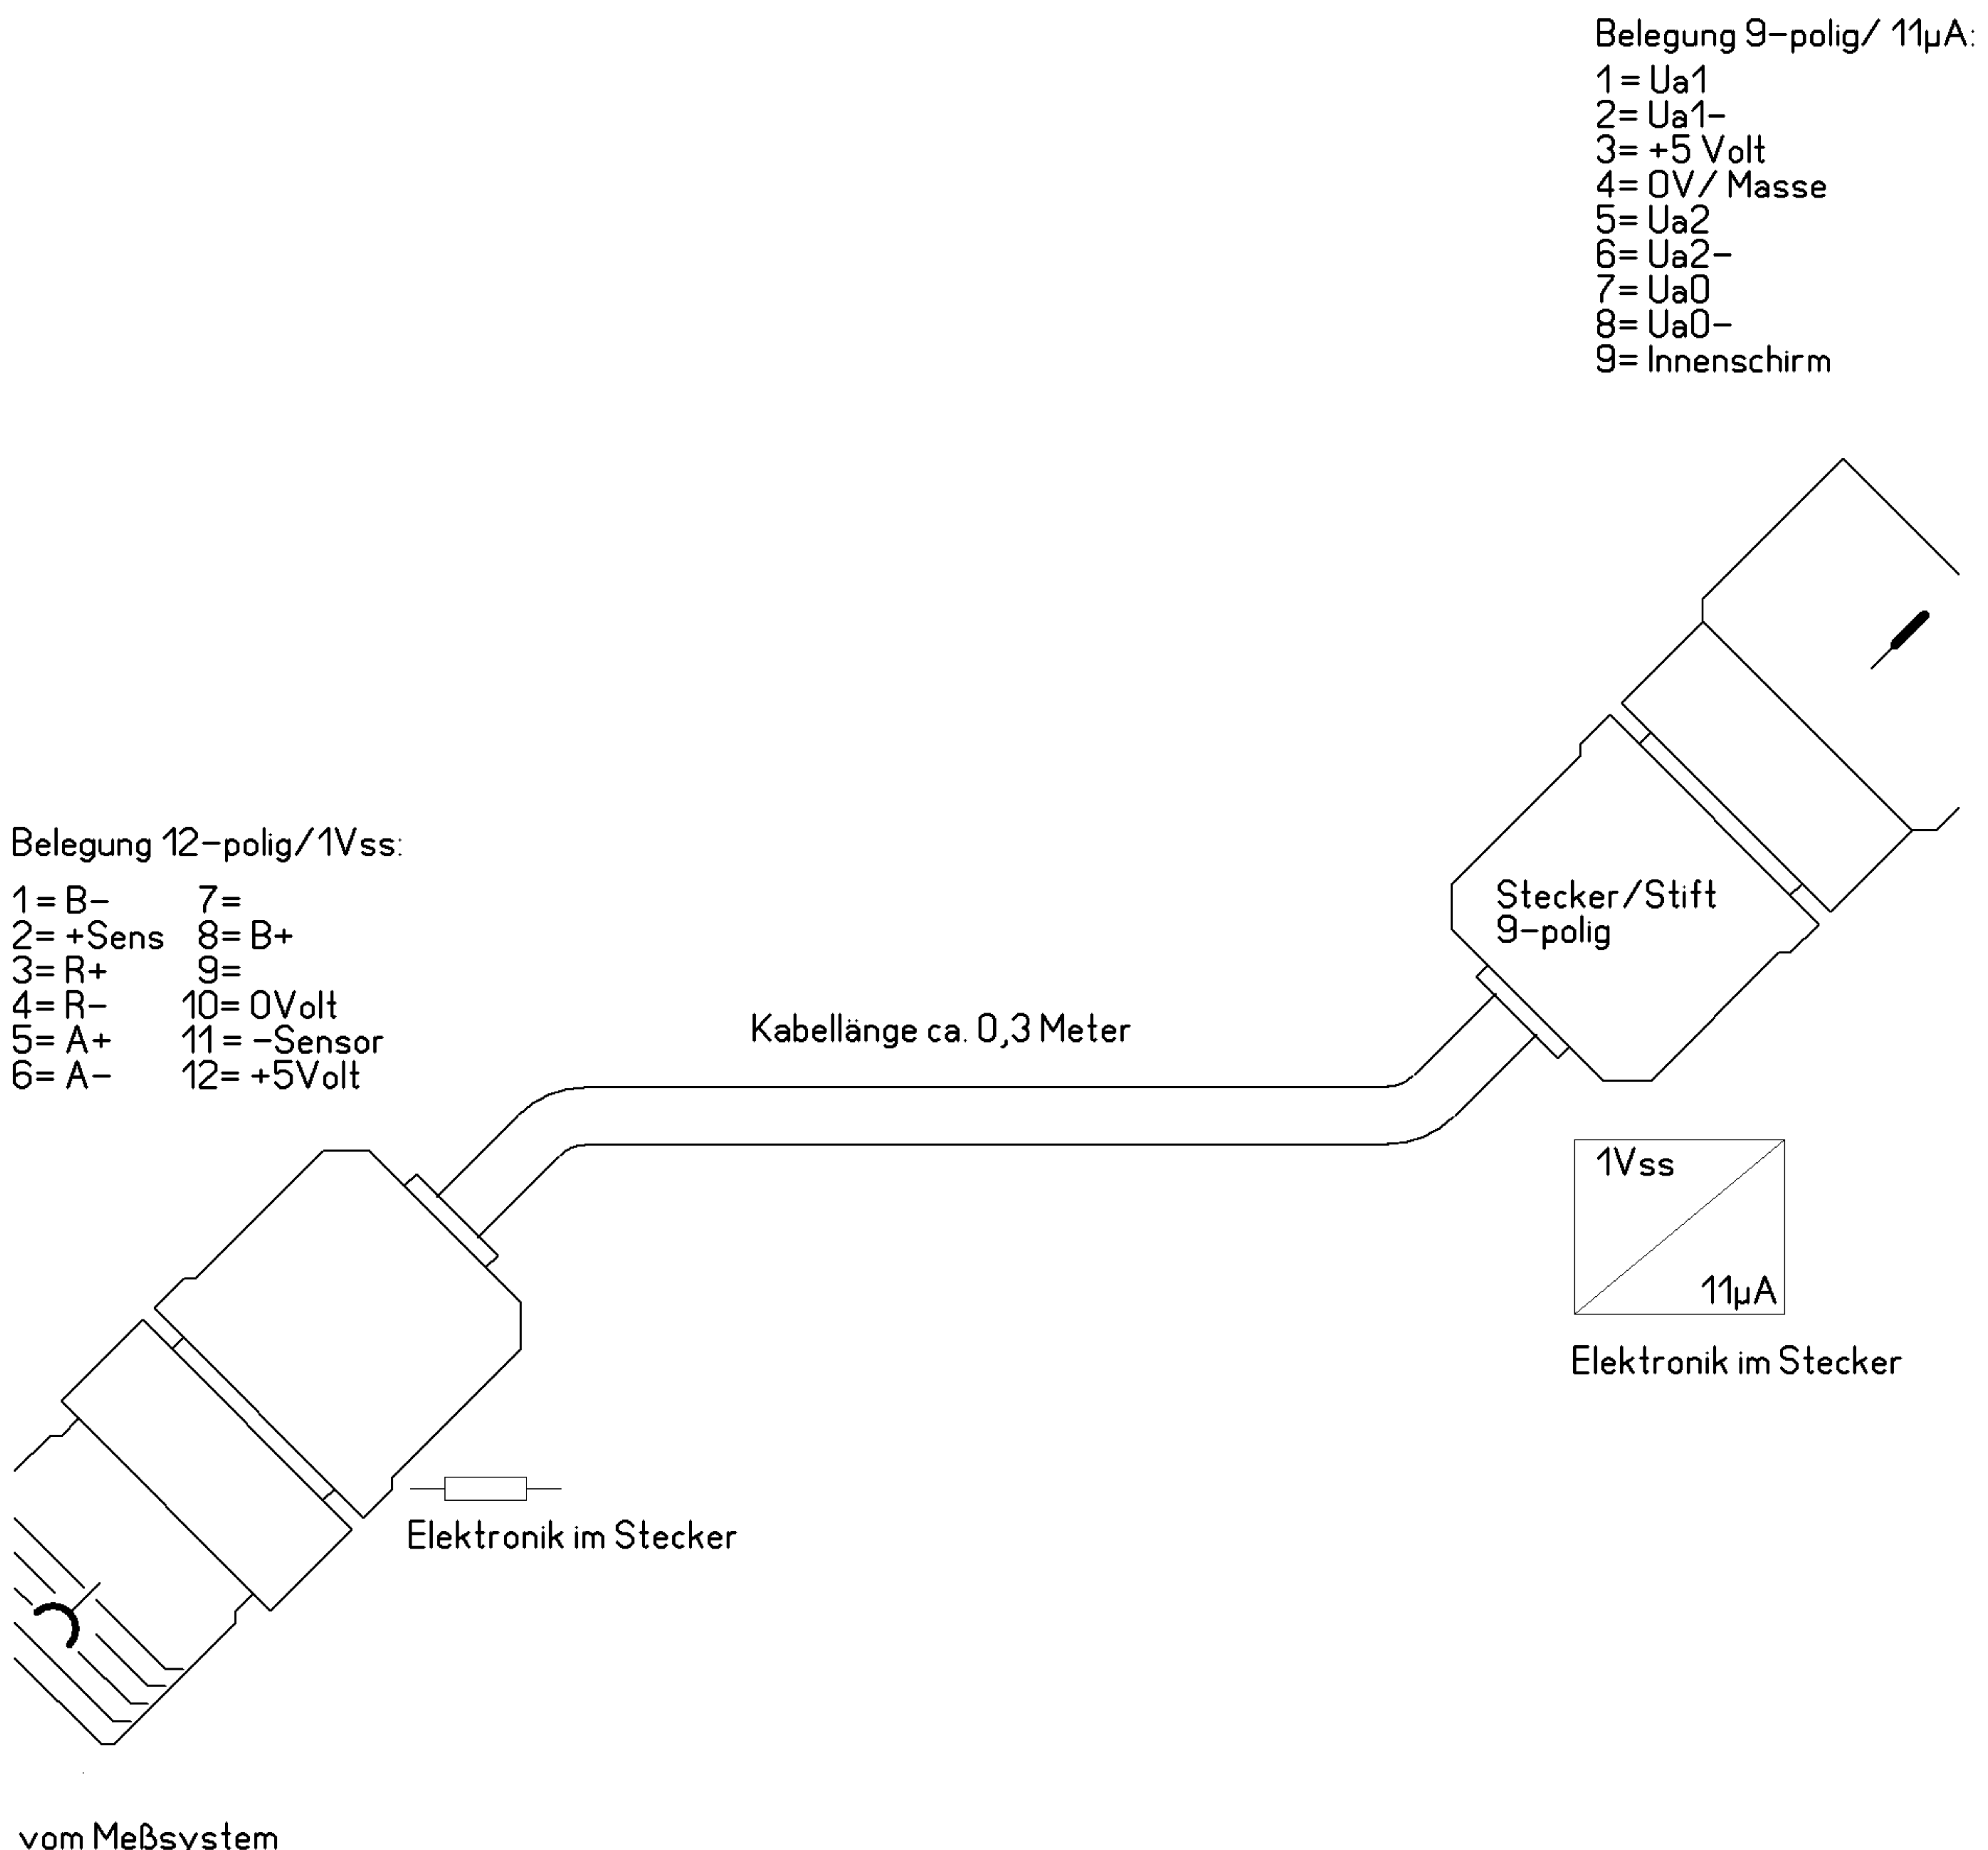 Belegung 9-polig/ 11µA:
1= Ua1
2= Ua1-
3= +5 Volt
4= 0V/ Masse
5= Ua2
6= Ua2-
7= Ua0
8= Ua0-
9= Innenschirm
Belegung 12-polig/1Vss:
1= B- 7=
2= +Sens 8= B+
3= R+ 9=
4= R- 10= 0Volt
5= A+ 11= -Sensor
6= A- 12= +5Volt
Stecker/Stift
9-polig
Kabellänge ca. 0,3 Meter
1Vss
11µA
Elektronik im Stecker
Elektronik im Stecker
vom Meßsystem